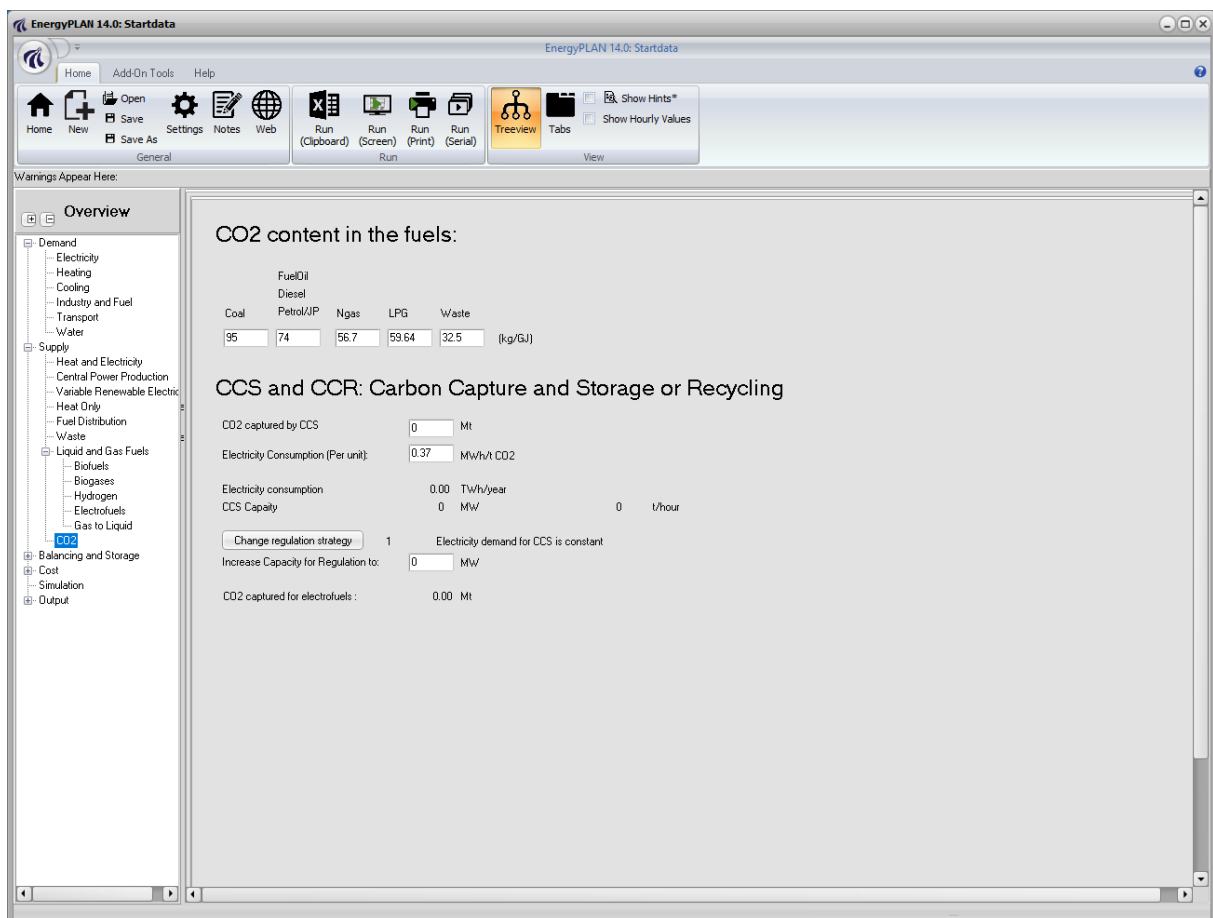 EnergyPLAN 14.0: Startdata
EnergyPLAN 14.0: Startdata
Home Add-On Tools Help
Home
New
Open
Save
Save As
Settings
Notes
Web
General
Run (Clipboard)
Run (Screen)
Run (Print)
Run (Serial)
Run
Treeview
Tabs
Show Hints*
Show Hourly Values
View
Warnings Appear Here:
Overview
Demand
Electricity
Heating
Cooling
Industry and Fuel
Transport
Water
Supply
Heat and Electricity
Central Power Production
Variable Renewable Electric
Heat Only
Fuel Distribution
Waste
Liquid and Gas Fuels
Biofuels
Biogases
Hydrogen
Electrofuels
Gas to Liquid
CO2
Balancing and Storage
Cost
Simulation
Output
CO2 content in the fuels:
FuelOil
Diesel
Coal Petrol/JP Ngas LPG Waste
95 74 56.7 59.64 32.5 (kg/GJ)
CCS and CCR: Carbon Capture and Storage or Recycling
CO2 captured by CCS 0 Mt
Electricity Consumption (Per unit): 0.37 MWh/t CO2
Electricity consumption 0.00 TWh/year
CCS Capaity 0 MW 0 t/hour
Change regulation strategy 1 Electricity demand for CCS is constant
Increase Capacity for Regulation to: 0 MW
CO2 captured for electrofuels : 0.00 Mt